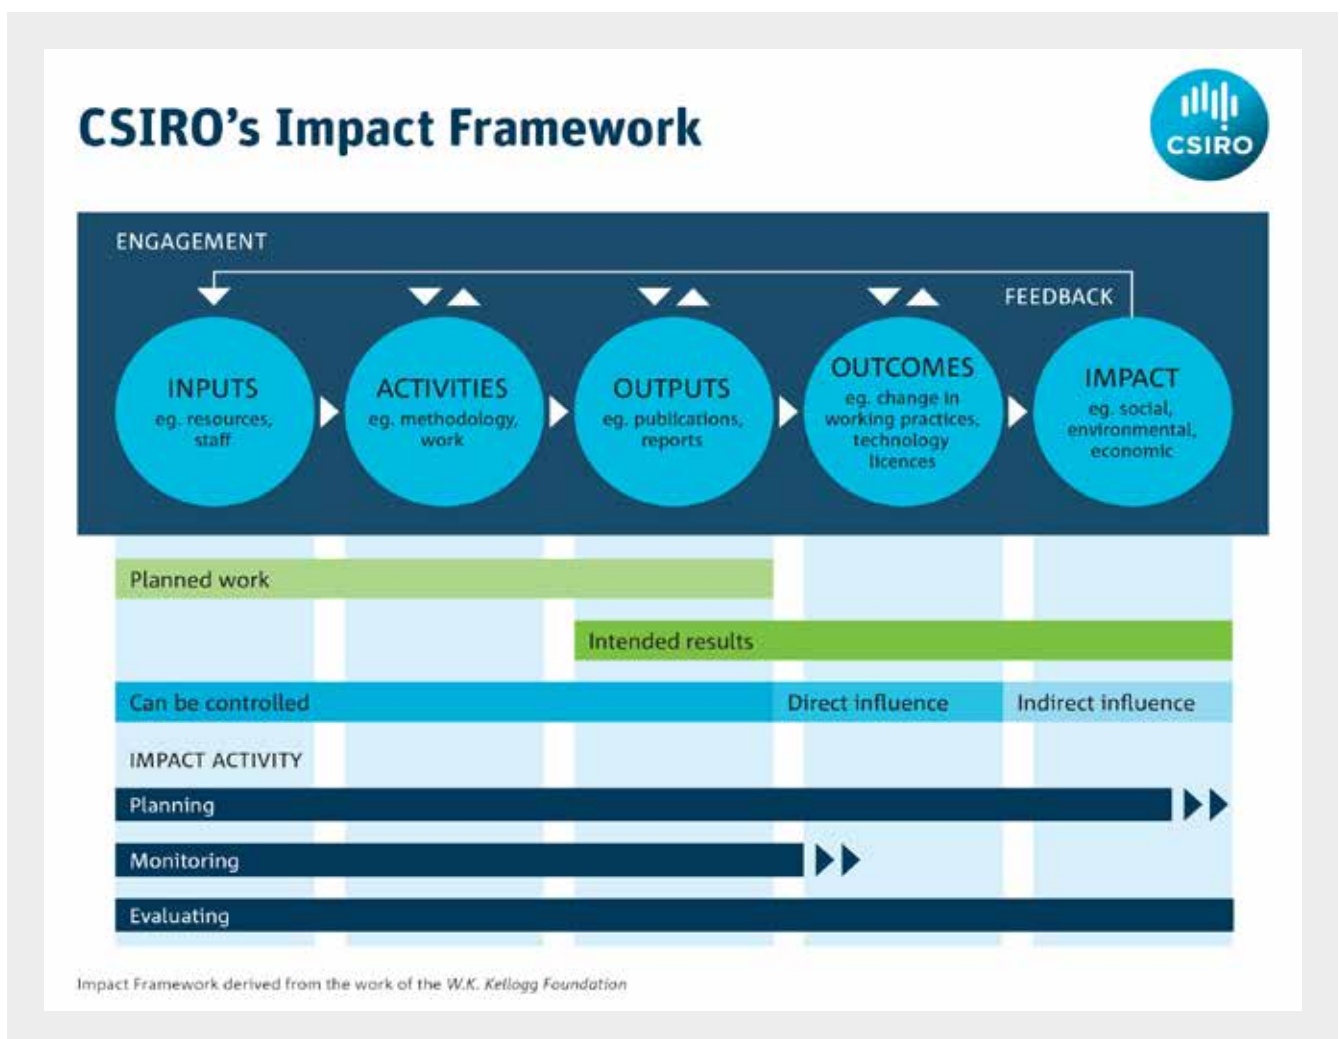 CSIRO's Impact Framework
CSIRO
ENGAGEMENT
FEEDBACK
INPUTS
eg. resources,
staff
ACTIVITIES
eg. methodology,
work
OUTPUTS
eg. publications,
reports
OUTCOMES
eg. change in
working practices,
technology
licences
IMPACT
eg. social,
environmental,
economic
Planned work
Intended results
Can be controlled
Direct influence
Indirect influence
IMPACT ACTIVITY
Planning
Monitoring
Evaluating
Impact Framework derived from the work of the W.K. Kellogg Foundation